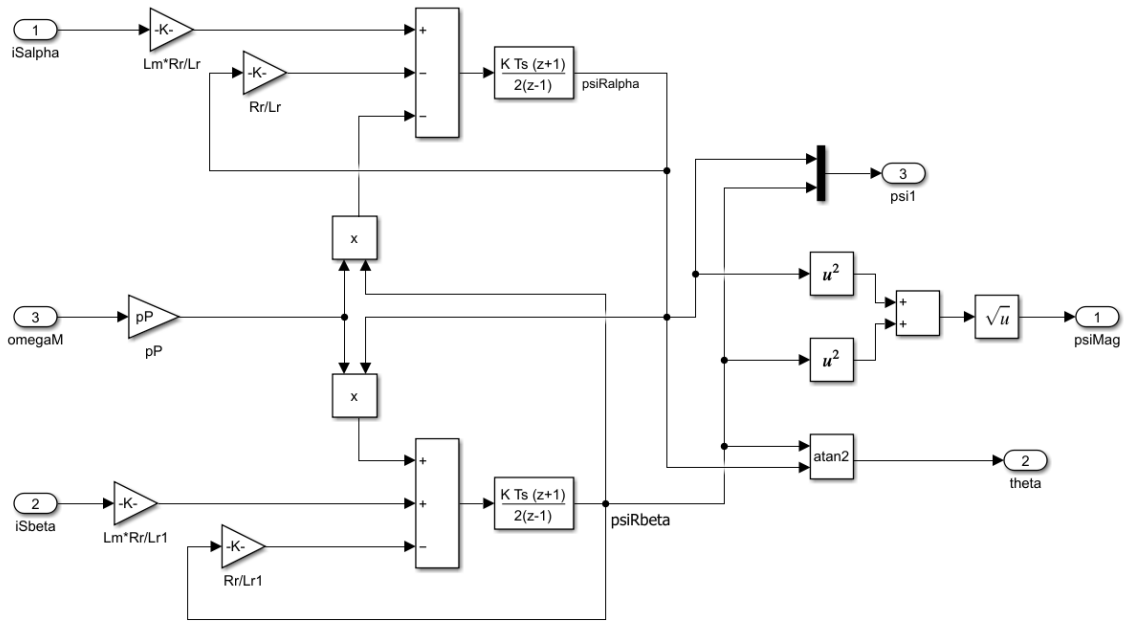 1
iSalpha
-K-
Lm*Rr/Lr
-K-
Rr/Lr
+
−
−
K Ts (z+1)
2(z-1)
psiRalpha
3
psi1
x
3
omegaM
pP
pP
u²
+
+
√u
1
psiMag
u²
x
atan2
2
theta
2
iSbeta
-K-
Lm*Rr/Lr1
-K-
Rr/Lr1
+
+
−
K Ts (z+1)
2(z-1)
psiRbeta